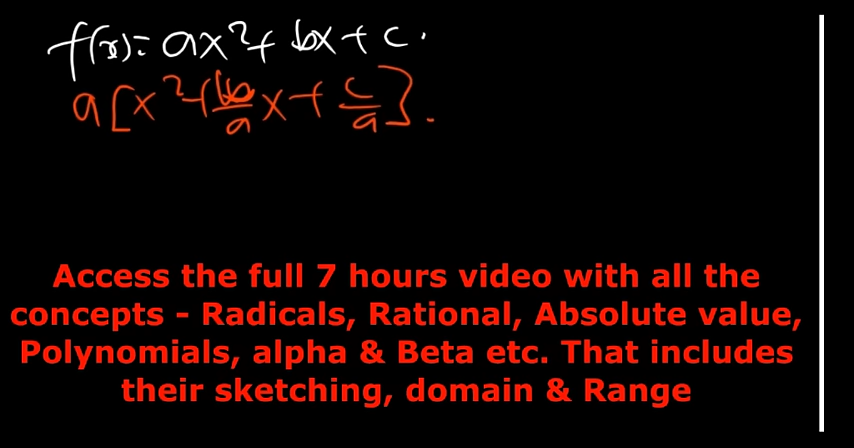 f(x)= ax²+ bx + c.
a[x²+ b/a x + c/a].
Access the full 7 hours video with all the
concepts - Radicals, Rational, Absolute value,
Polynomials, alpha & Beta etc. That includes
their sketching, domain & Range